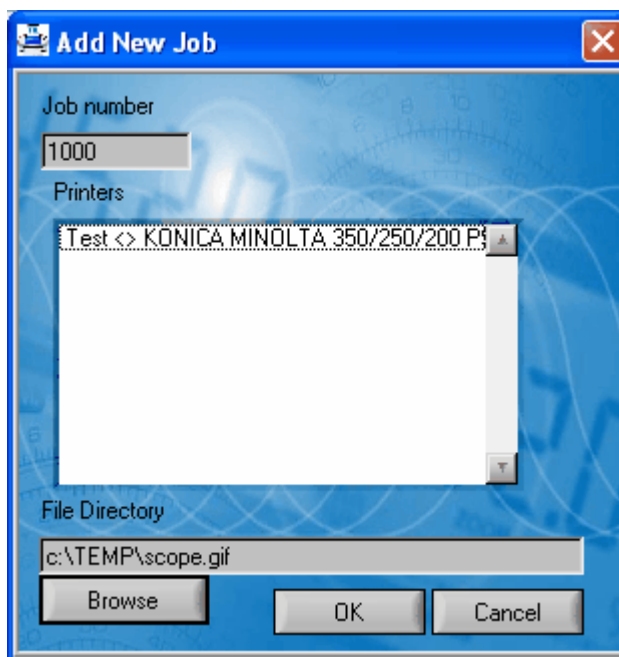 Add New Job
Job number
1000
Printers
Test <> KONICA MINOLTA 350/250/200 PS
File Directory
c:\TEMP\scope.gif
Browse
OK
Cancel